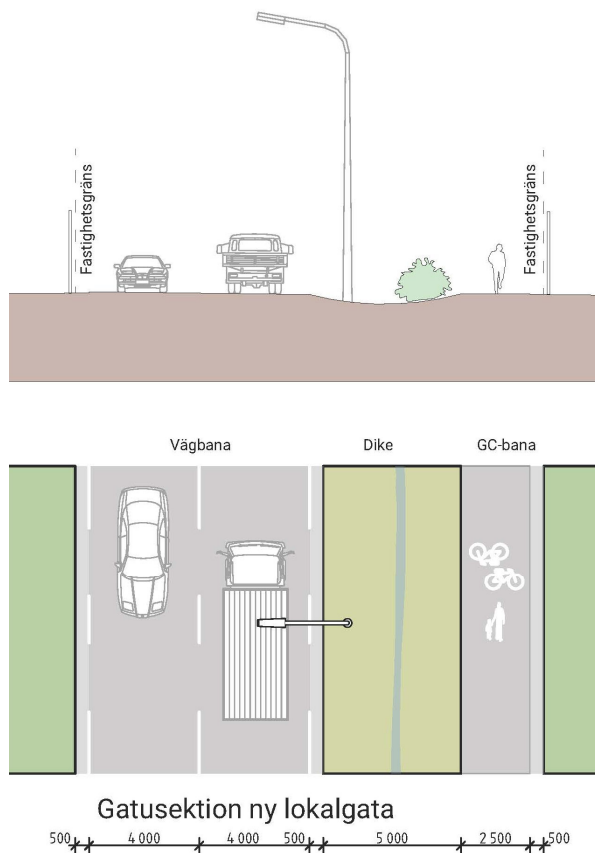 Fastighetsgräns
Fastighetsgräns
Vägbana
Dike
GC-bana
Gatusektion ny lokalgata
500
4 000
4 000
500
5 000
2 500
500